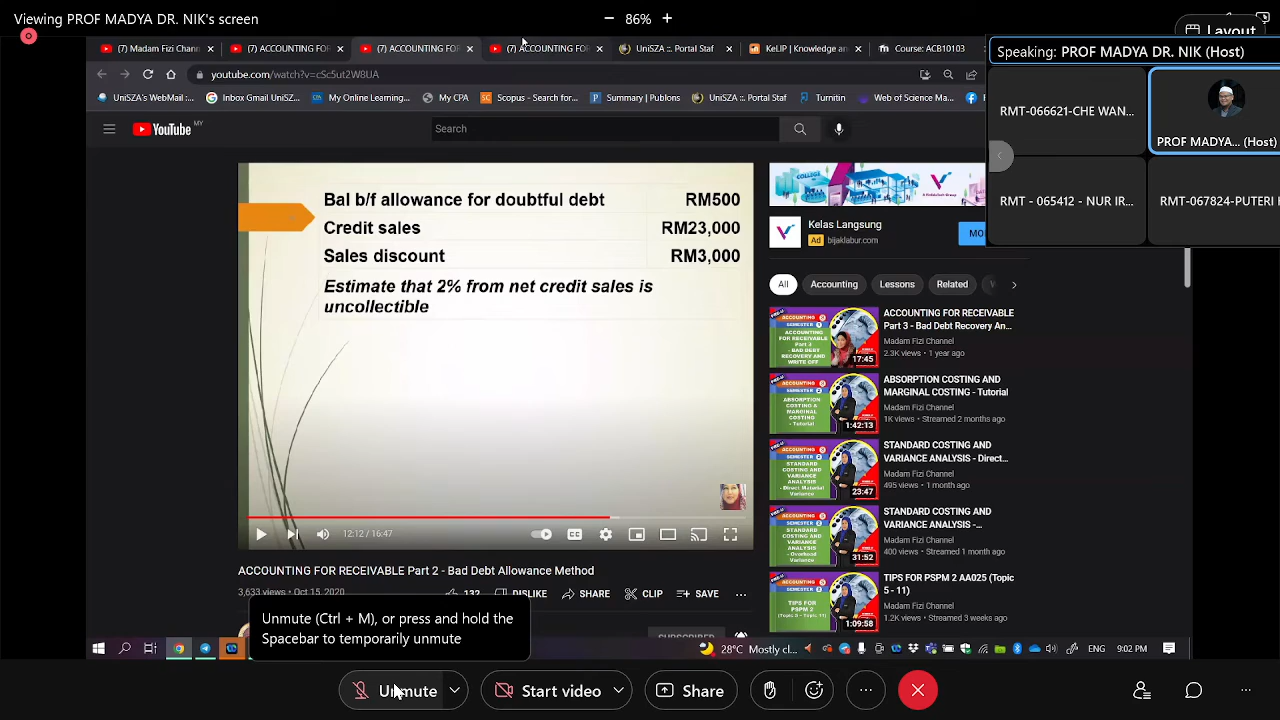 Viewing PROF MADYA DR. NIK's screen
86%
Layout
(7) Madam Fizi Chann
(7) ACCOUNTING FOR
(7) ACCOUNTING FOR
(7) ACCOUNTING FOR
UniSZA :: Portal Staf
KeLIP | Knowledge an
Course: ACB10103
Speaking: PROF MADYA DR. NIK (Host)
youtube.com/watch?v=cSc5ut2W8UA
UniSZA's WebMail :...
Inbox Gmail UniSZ...
My Online Learning...
My CPA
Scopus - Search for...
Summary | Publons
UniSZA :: Portal Staf
Turnitin
Web of Science Ma...
RMT-066621-CHE WAN...
PROF MADYA... (Host)
RMT - 065412 - NUR IR...
RMT-067824-PUTERI
YouTube
MY
Search
Bal b/f allowance for doubtful debt RM500
Credit sales RM23,000
Sales discount RM3,000
Estimate that 2% from net credit sales is
uncollectible
12:12 / 16:47
Kelas Langsung
Ad bijaklabur.com
MO
All
Accounting
Lessons
Related
ACCOUNTING FOR RECEIVABLE
Part 3 - Bad Debt Recovery An...
Madam Fizi Channel
2.3K views • 1 year ago
17:45
ABSORPTION COSTING AND
MARGINAL COSTING - Tutorial
Madam Fizi Channel
1K views • Streamed 2 months ago
1:42:13
STANDARD COSTING AND
VARIANCE ANALYSIS - Direct...
Madam Fizi Channel
495 views • 1 month ago
23:47
STANDARD COSTING AND
VARIANCE ANALYSIS -...
Madam Fizi Channel
400 views • Streamed 1 month ago
31:52
TIPS FOR PSPM 2 AA025 (Topic
5 - 11)
Madam Fizi Channel
1.2K views • Streamed 3 weeks ago
1:09:58
ACCOUNTING FOR RECEIVABLE Part 2 - Bad Debt Allowance Method
3,633 views • Oct 15, 2020
132
DISLIKE
SHARE
CLIP
SAVE
SUBSCRIBED
Unmute (Ctrl + M), or press and hold the
Spacebar to temporarily unmute
28°C Mostly cl...
ENG
9:02 PM
Unmute
Start video
Share